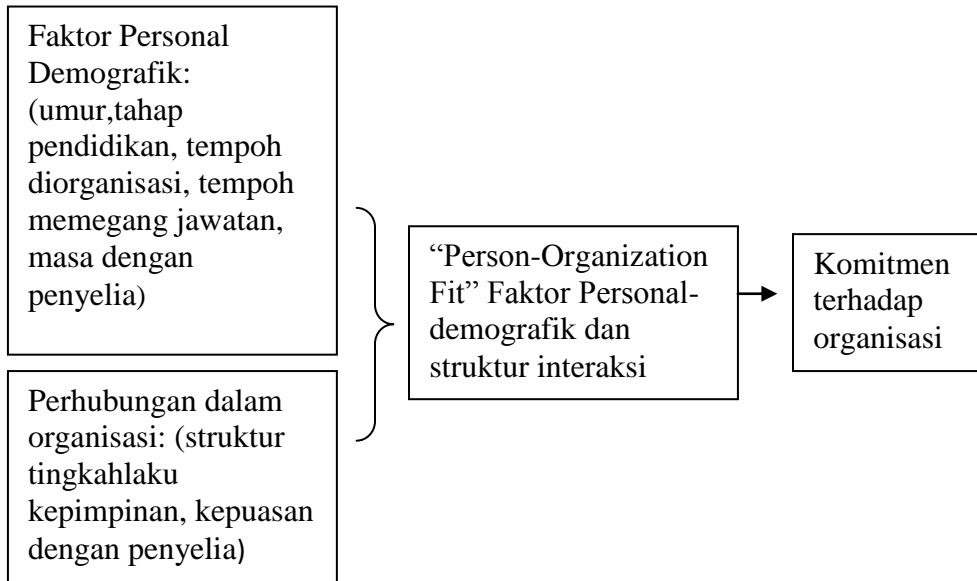 Faktor Personal
Demografik:
(umur,tahap
pendidikan, tempoh
diorganisasi, tempoh
memegang jawatan,
masa dengan
penyelia)
Perhubungan dalam
organisasi: (struktur
tingkahlaku
kepimpinan, kepuasan
dengan penyelia)
“Person-Organization
Fit” Faktor Personal-
demografik dan
struktur interaksi
Komitmen
terhadap
organisasi